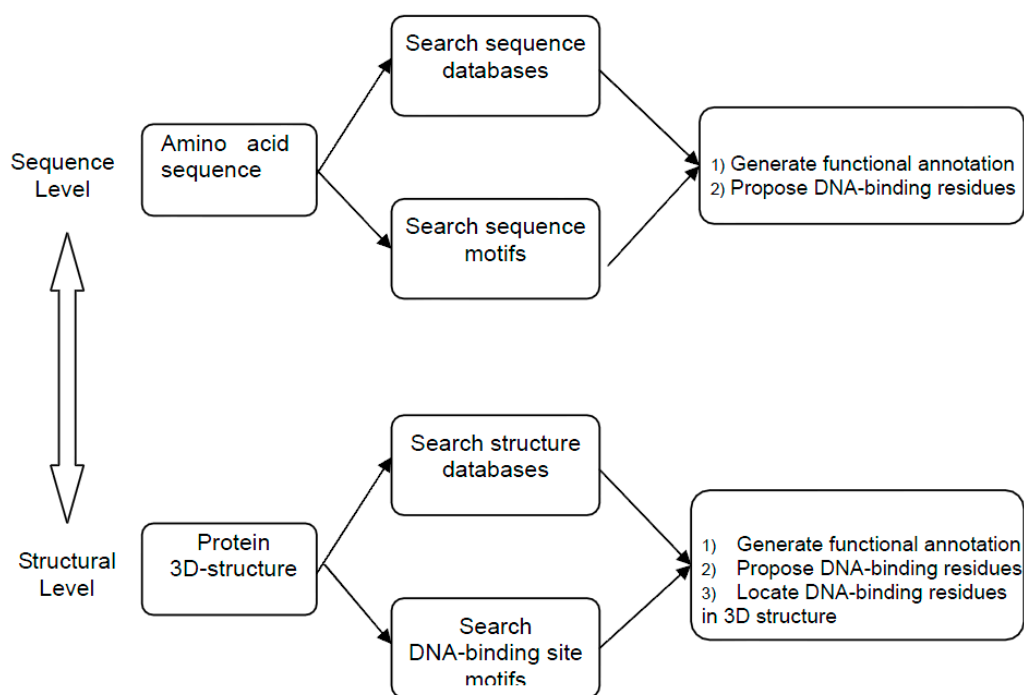 Sequence
Level
Amino acid
sequence
Search sequence
databases
Search sequence
motifs
1) Generate functional annotation
2) Propose DNA-binding residues
Structural
Level
Protein
3D-structure
Search structure
databases
Search
DNA-binding site
motifs
1) Generate functional annotation
2) Propose DNA-binding residues
3) Locate DNA-binding residues
in 3D structure